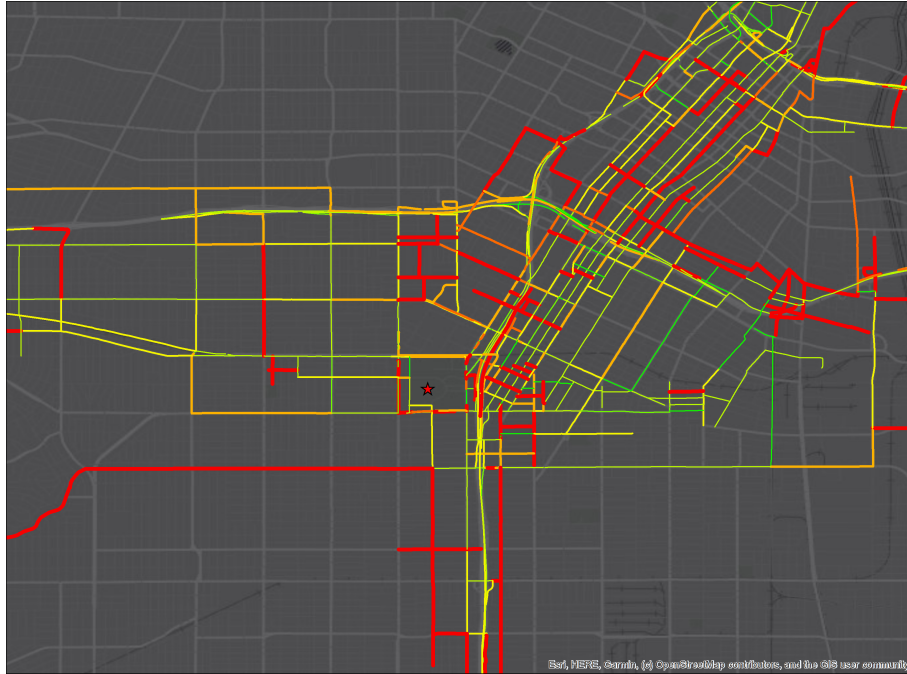 Esri, HERE, Garmin, (c) OpenStreetMap contributors, and the GIS user community